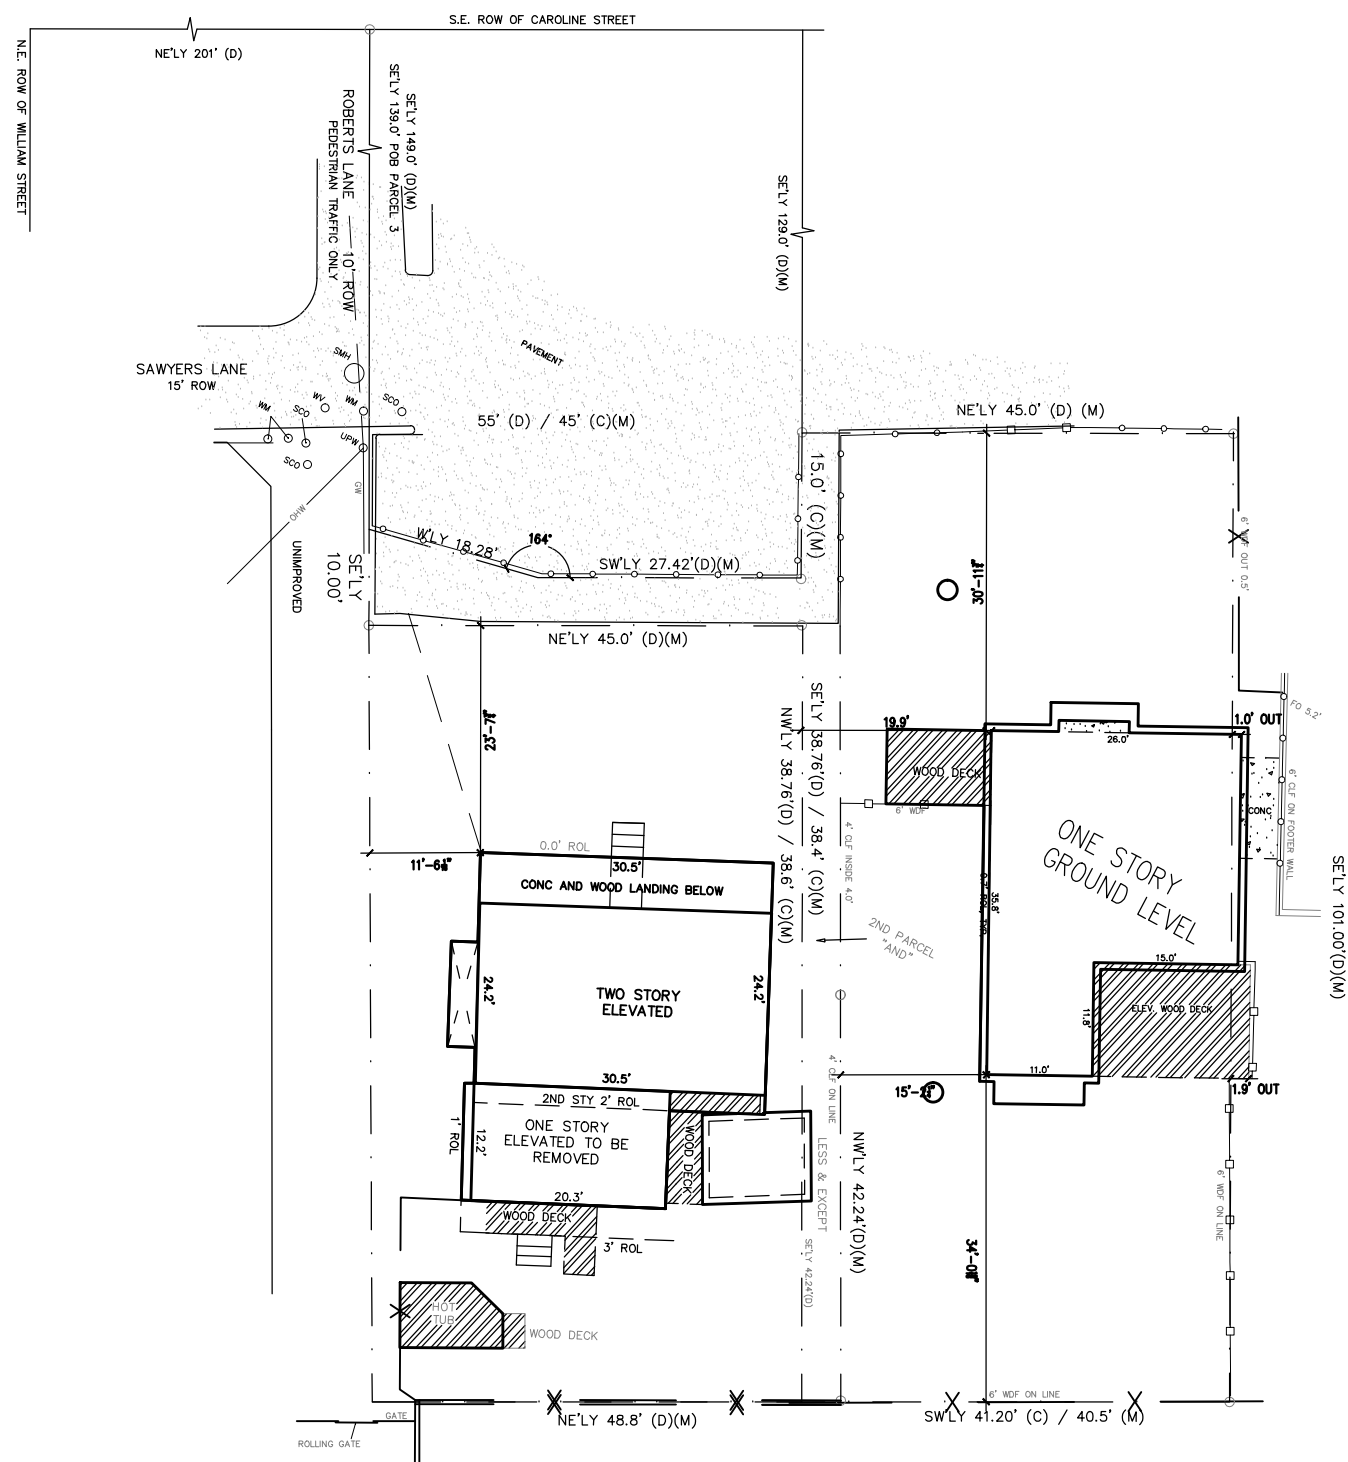 S.E. ROW OF CAROLINE STREET
NE'LY 201' (D)
N.E. ROW OF WILLIAM STREET
ROBERTS LANE 10' ROW
PEDESTRIAN TRAFFIC ONLY
SE'LY 149.0' (D)(M)
SE'LY 139.0' POB PARCEL 3
SE'LY 129.0' (D)(M)
SAWYERS LANE
15' ROW
SMH
PAVEMENT
WM
SCO
WV
WM
SCO
UPW
SCO
GW
OHW
55' (D) / 45' (C)(M)
NE'LY 45.0' (D) (M)
15.0' (C)(M)
W'LY 18.28'
164°
SW'LY 27.42'(D)(M)
UNIMPROVED
SE'LY
10.00'
NE'LY 45.0' (D)(M)
6' WDF OUT 0.5'
FO 5.2'
1.0' OUT
19.9'
26.0'
WOOD DECK
6' WDF
CONC
6' CLF ON FOOTER WALL
SE'LY 38.76'(D) / 38.4' (C)(M)
NW'LY 38.76'(D) / 38.6' (C)(M)
4' CLF INSIDE 4.0'
ONE STORY
GROUND LEVEL
35.8'
SE'LY 101.00'(D)(M)
0.0' ROL
30.5'
CONC AND WOOD LANDING BELOW
2ND PARCEL
"AND"
15.0'
ELEV. WOOD DECK
11.8'
11.0'
1.9' OUT
24.2'
TWO STORY
ELEVATED
24.2'
30.5'
2ND STY 2' ROL
ONE STORY
ELEVATED TO BE
REMOVED
1' ROL
12.2'
20.3'
WOOD DECK
WOOD DECK
3' ROL
4' CLF ON LINE
LESS & EXCEPT
NW'LY 42.24'(D)(M)
SE'LY 42.24'(D)
6' WDF ON LINE
HOT
TUB
WOOD DECK
6' WDF ON LINE
GATE
NE'LY 48.8' (D)(M)
SW'LY 41.20' (C) / 40.5' (M)
ROLLING GATE